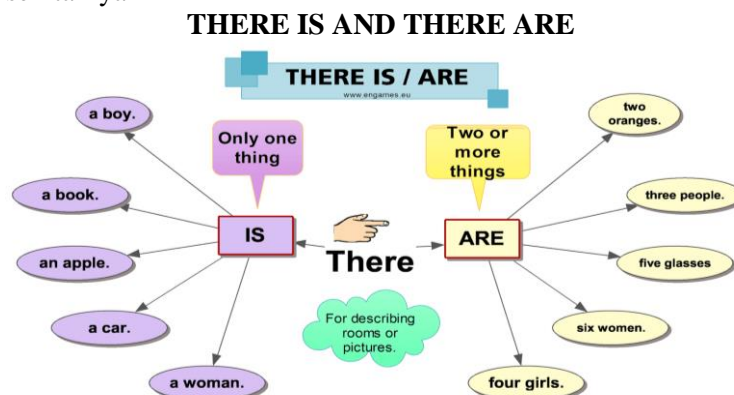 THERE IS AND THERE ARE
THERE IS / ARE
www.engames.eu
Only one
thing
Two or
more
things
a boy.
a book.
an apple.
a car.
a woman.
IS
There
ARE
two
oranges.
three people.
five glasses
six women.
four girls.
For describing
rooms or
pictures.